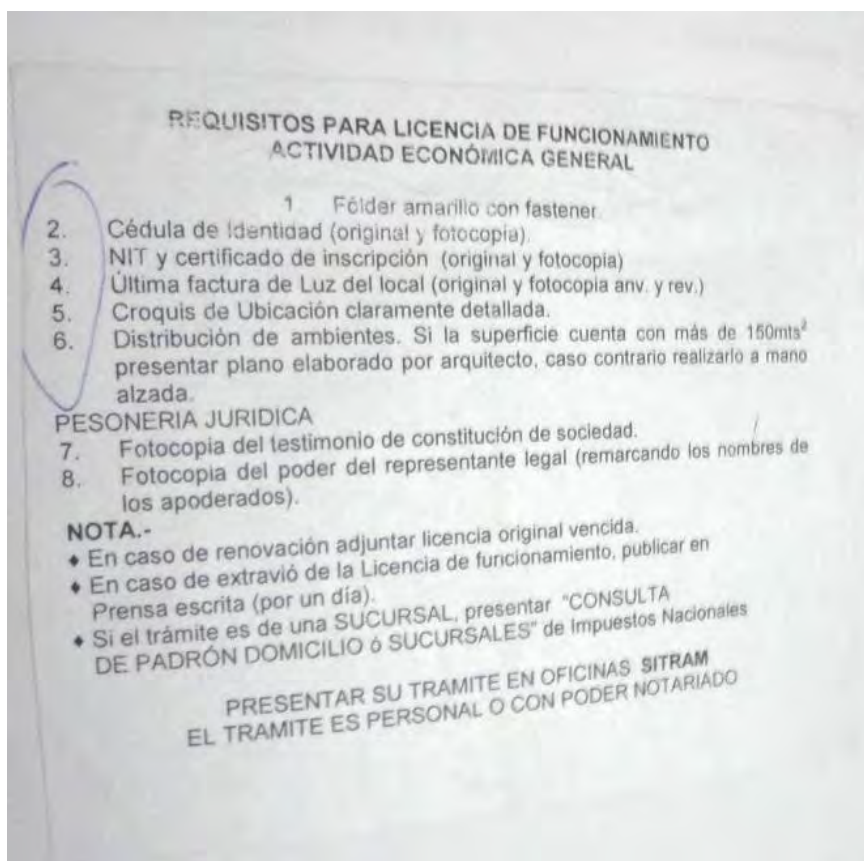 REQUISITOS PARA LICENCIA DE FUNCIONAMIENTO
ACTIVIDAD ECONÓMICA GENERAL
1 Fólder amarillo con fastener.
2. Cédula de Identidad (original y fotocopia).
3. NIT y certificado de inscripción (original y fotocopia)
4. Última factura de Luz del local (original y fotocopia anv. y rev.)
5. Croquis de Ubicación claramente detallada.
6. Distribución de ambientes. Si la superficie cuenta con más de 150mts²
presentar plano elaborado por arquitecto, caso contrario realizarlo a mano
alzada.
PESONERIA JURIDICA
7. Fotocopia del testimonio de constitución de sociedad.
8. Fotocopia del poder del representante legal (remarcando los nombres de
los apoderados).
NOTA.-
♦ En caso de renovación adjuntar licencia original vencida.
♦ En caso de extravió de la Licencia de funcionamiento, publicar en
Prensa escrita (por un día).
♦ Si el trámite es de una SUCURSAL, presentar "CONSULTA
DE PADRÓN DOMICILIO ó SUCURSALES" de Impuestos Nacionales
PRESENTAR SU TRAMITE EN OFICINAS SITRAM
EL TRAMITE ES PERSONAL O CON PODER NOTARIADO